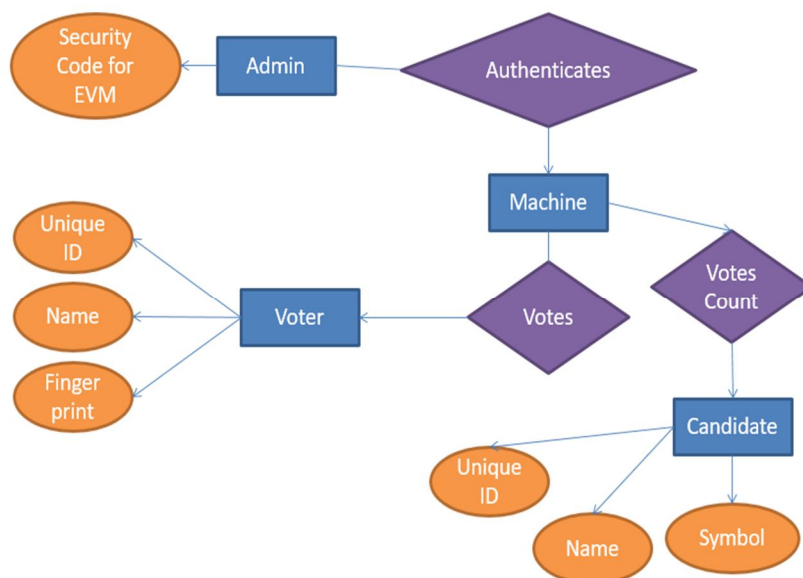 Security
Code for
EVM
Admin
Authenticates
Machine
Unique
ID
Votes
Count
Name
Voter
Votes
Finger
print
Candidate
Unique
ID
Name
Symbol